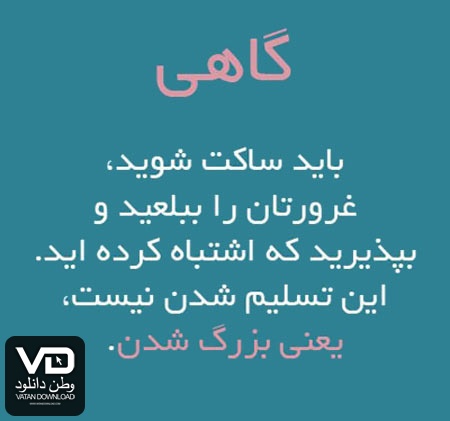 گاهی
باید ساکت شوید،
غرورتان را ببلعید و
بپذیرید که اشتباه کرده اید.
این تسلیم شدن نیست،
یعنی بزرگ شدن.
VD
وطن دانلود
VATAN DOWNLOAD